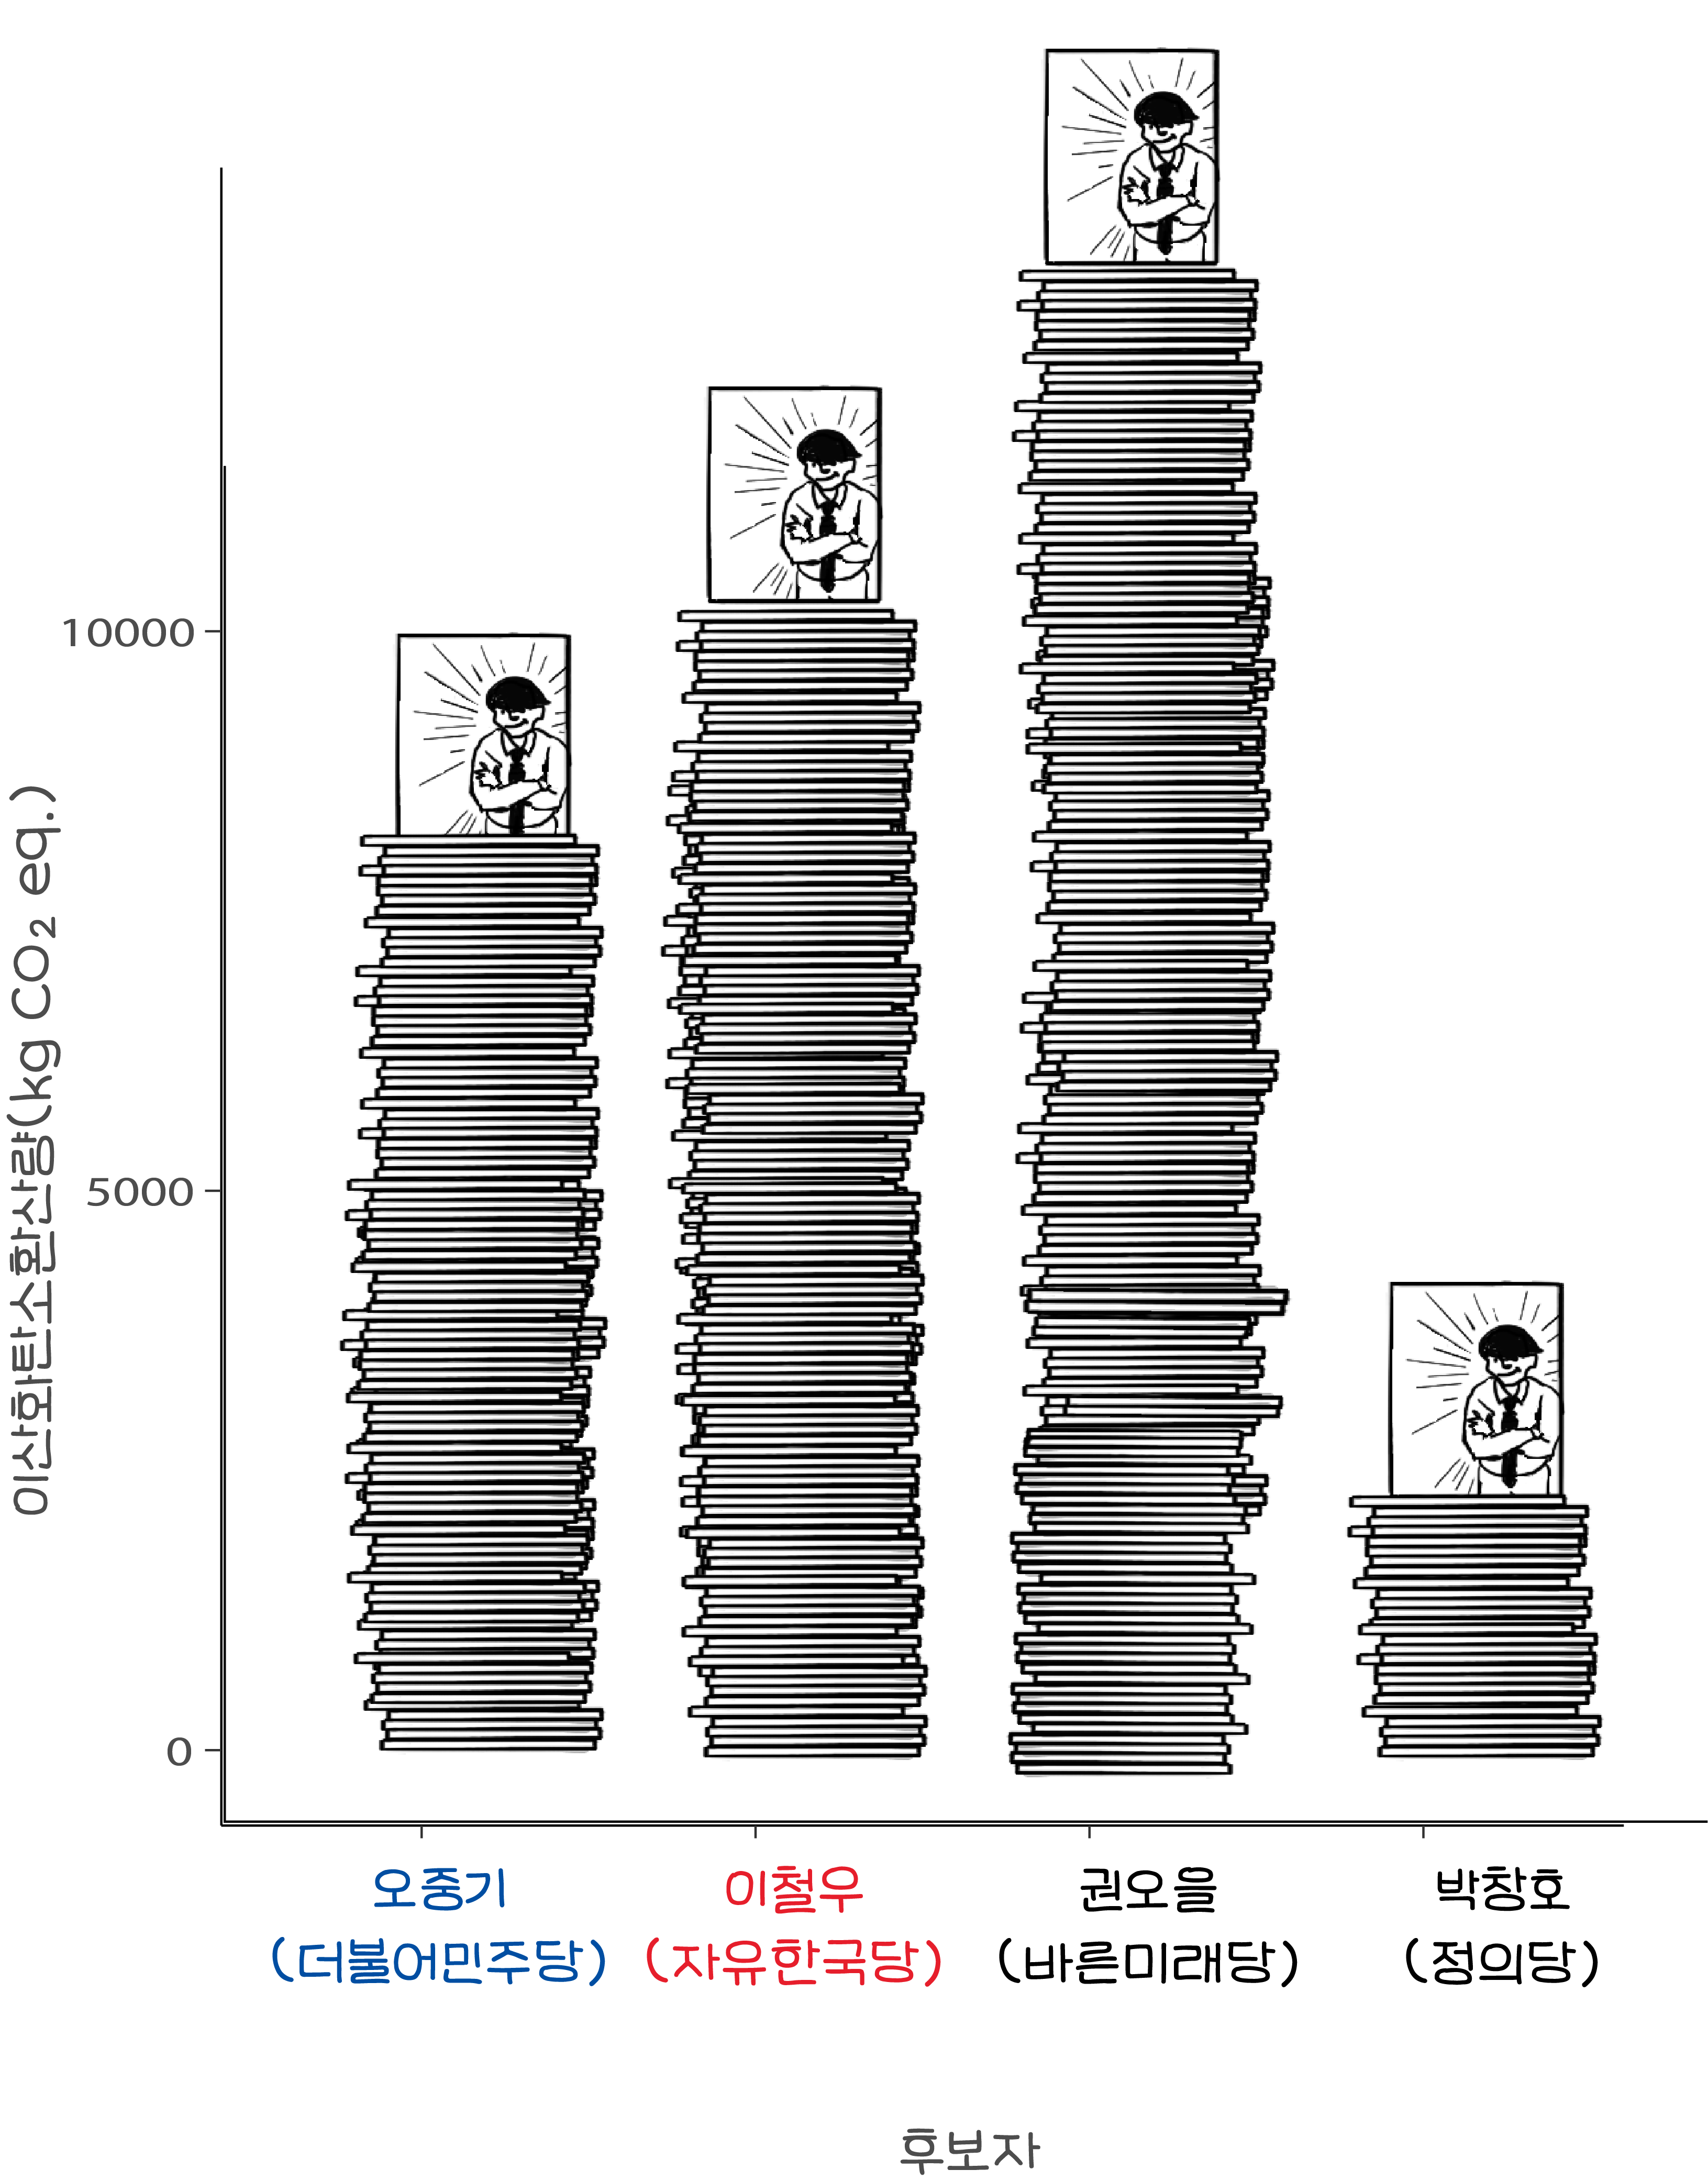 이산화탄소환산량(kg CO₂ eq.)
10000
5000
0
오중기
(더불어민주당)
이철우
(자유한국당)
권오을
(바른미래당)
박창호
(정의당)
후보자